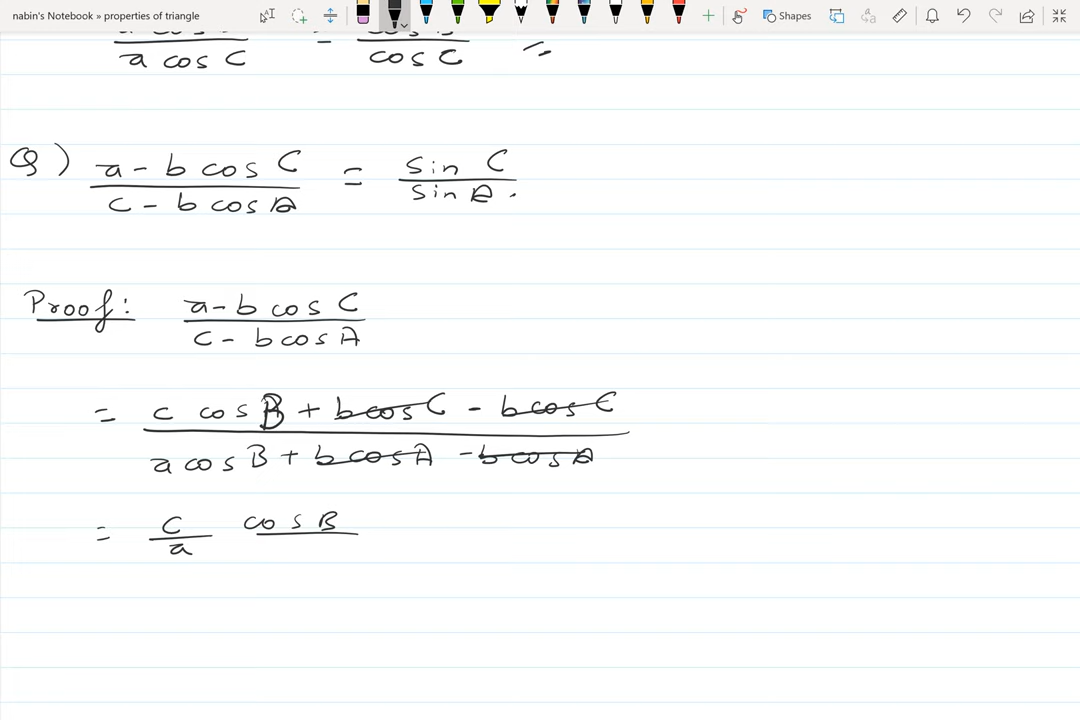 nabin's Notebook » properties of triangle
Shapes
a cos C = cos C
Q) a - b cos C / c - b cos A = sin C / sin A .
Proof: a - b cos C / c - b cos A
= c cos B + b cos C - b cos C / a cos B + b cos A - b cos A
= c / a cos B